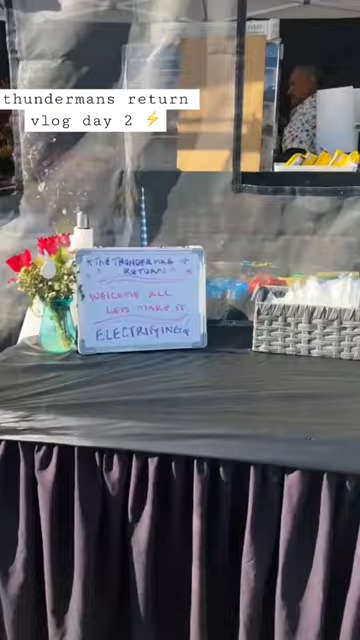 thundermans return
vlog day 2 ⚡
THE THUNDERMANS
RETURN
WELCOME ALL
LETS MAKE IT
ELECTRIFYING